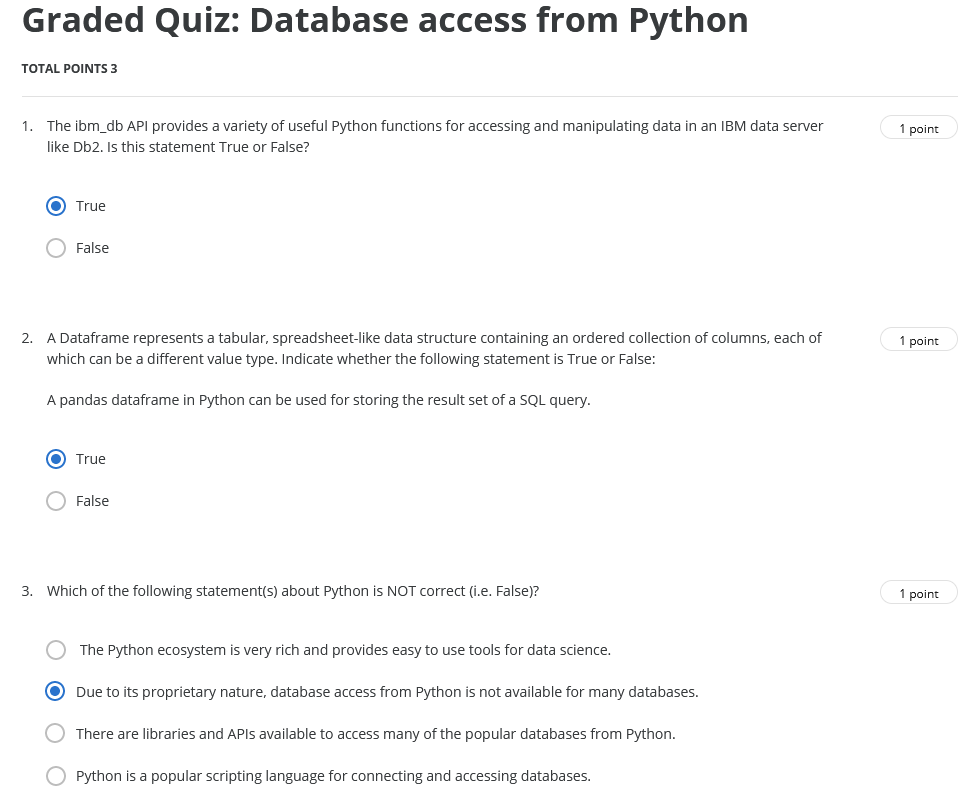 Graded Quiz: Database access from Python
TOTAL POINTS 3
1. The ibm_db API provides a variety of useful Python functions for accessing and manipulating data in an IBM data server
like Db2. Is this statement True or False?
1 point
True
False
2. A Dataframe represents a tabular, spreadsheet-like data structure containing an ordered collection of columns, each of
which can be a different value type. Indicate whether the following statement is True or False:
1 point
A pandas dataframe in Python can be used for storing the result set of a SQL query.
True
False
3. Which of the following statement(s) about Python is NOT correct (i.e. False)?
1 point
The Python ecosystem is very rich and provides easy to use tools for data science.
Due to its proprietary nature, database access from Python is not available for many databases.
There are libraries and APIs available to access many of the popular databases from Python.
Python is a popular scripting language for connecting and accessing databases.